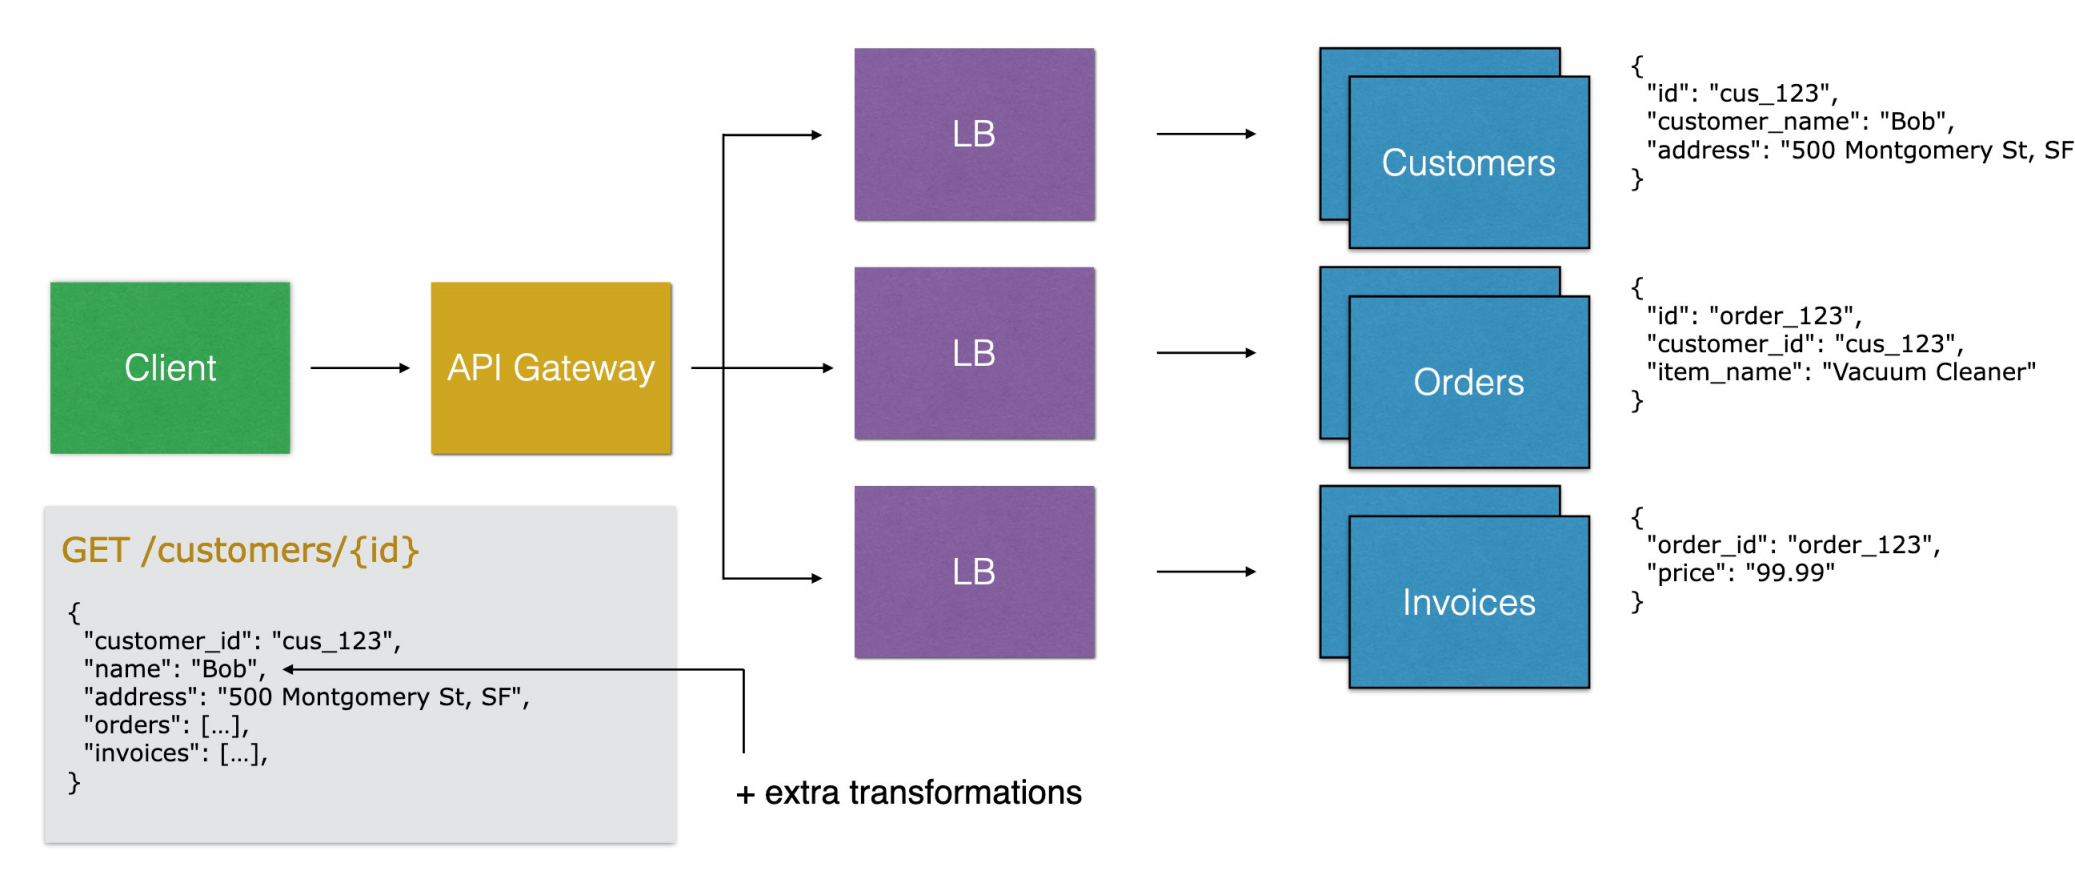 Client
API Gateway
LB
LB
LB
Customers
{
"id": "cus_123",
"customer_name": "Bob",
"address": "500 Montgomery St, SF
}
Orders
{
"id": "order_123",
"customer_id": "cus_123",
"item_name": "Vacuum Cleaner"
}
Invoices
{
"order_id": "order_123",
"price": "99.99"
}
GET /customers/{id}
{
"customer_id": "cus_123",
"name": "Bob",
"address": "500 Montgomery St, SF",
"orders": […],
"invoices": […],
}
+ extra transformations